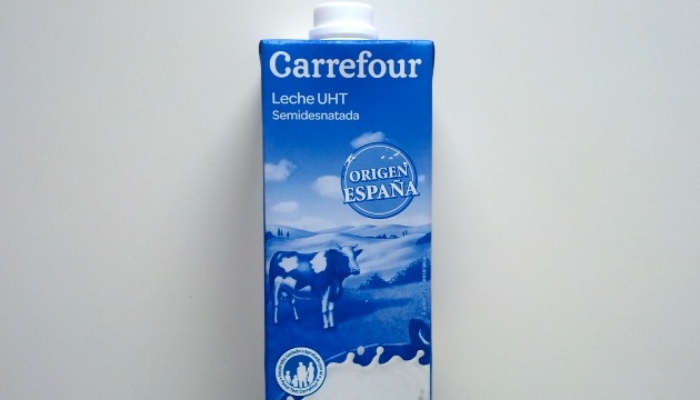 Carrefour
Leche UHT
Semidesnatada
ORIGEN
ESPAÑA